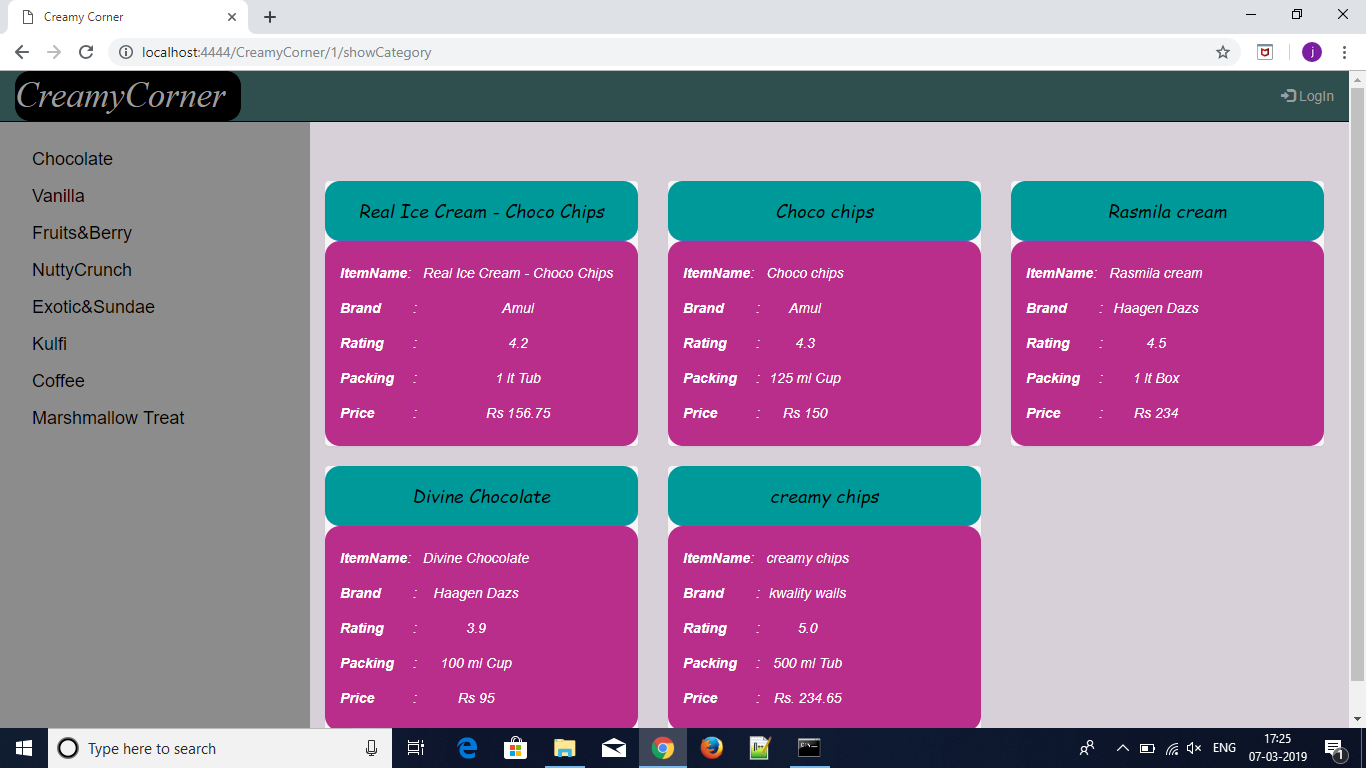 Creamy Corner
localhost:4444/CreamyCorner/1/showCategory
j
CreamyCorner
LogIn
Chocolate
Vanilla
Fruits&Berry
NuttyCrunch
Exotic&Sundae
Kulfi
Coffee
Marshmallow Treat
Real Ice Cream - Choco Chips
ItemName: Real Ice Cream - Choco Chips
Brand : Amul
Rating : 4.2
Packing : 1 lt Tub
Price : Rs 156.75
Choco chips
ItemName: Choco chips
Brand : Amul
Rating : 4.3
Packing : 125 ml Cup
Price : Rs 150
Rasmila cream
ItemName: Rasmila cream
Brand : Haagen Dazs
Rating : 4.5
Packing : 1 lt Box
Price : Rs 234
Divine Chocolate
ItemName: Divine Chocolate
Brand : Haagen Dazs
Rating : 3.9
Packing : 100 ml Cup
Price : Rs 95
creamy chips
ItemName: creamy chips
Brand : kwality walls
Rating : 5.0
Packing : 500 ml Tub
Price : Rs. 234.65
Type here to search
ENG
17:25
07-03-2019
1